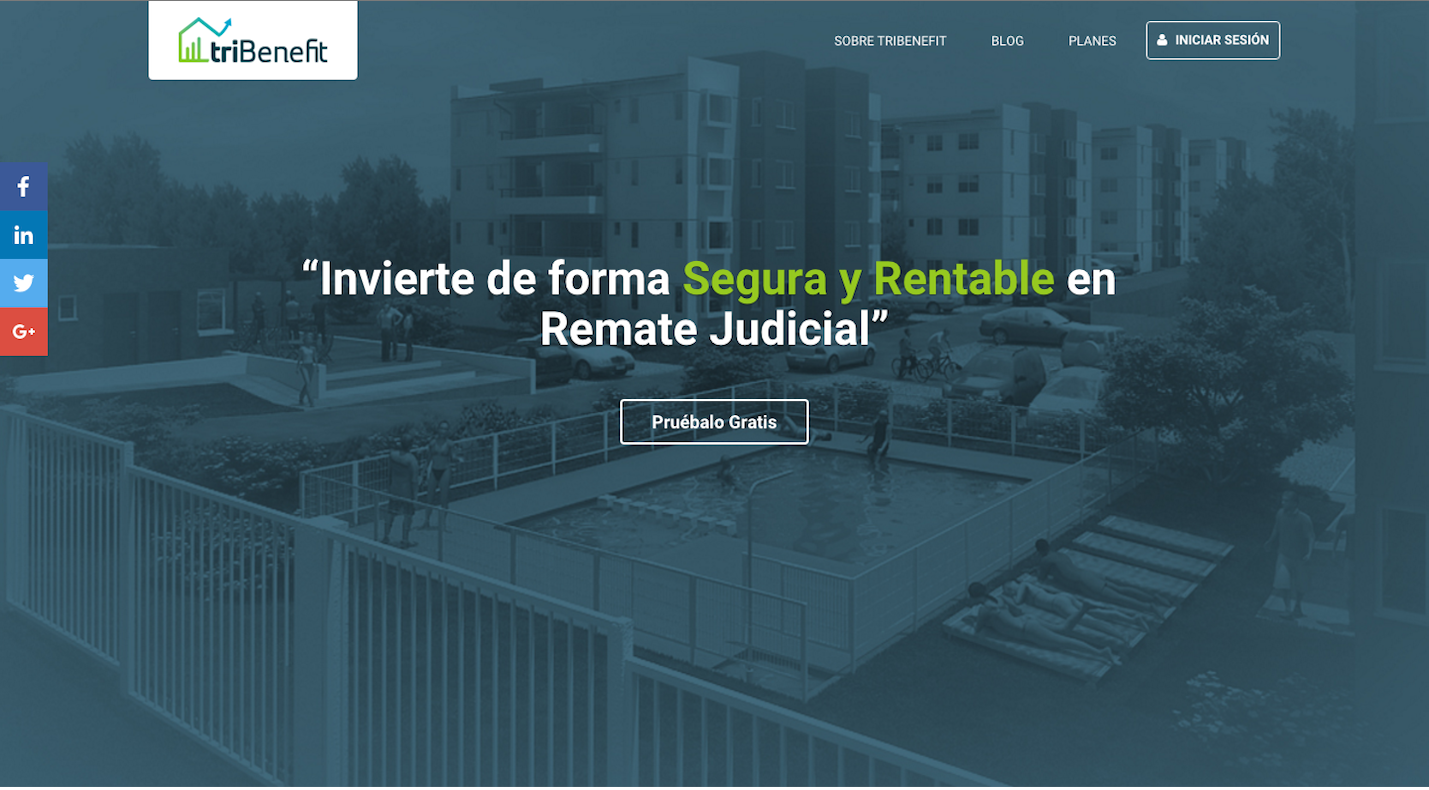 triBenefit
SOBRE TRIBENEFIT
BLOG
PLANES
INICIAR SESIÓN
f
in
G+
“Invierte de forma Segura y Rentable en
Remate Judicial”
Pruébalo Gratis